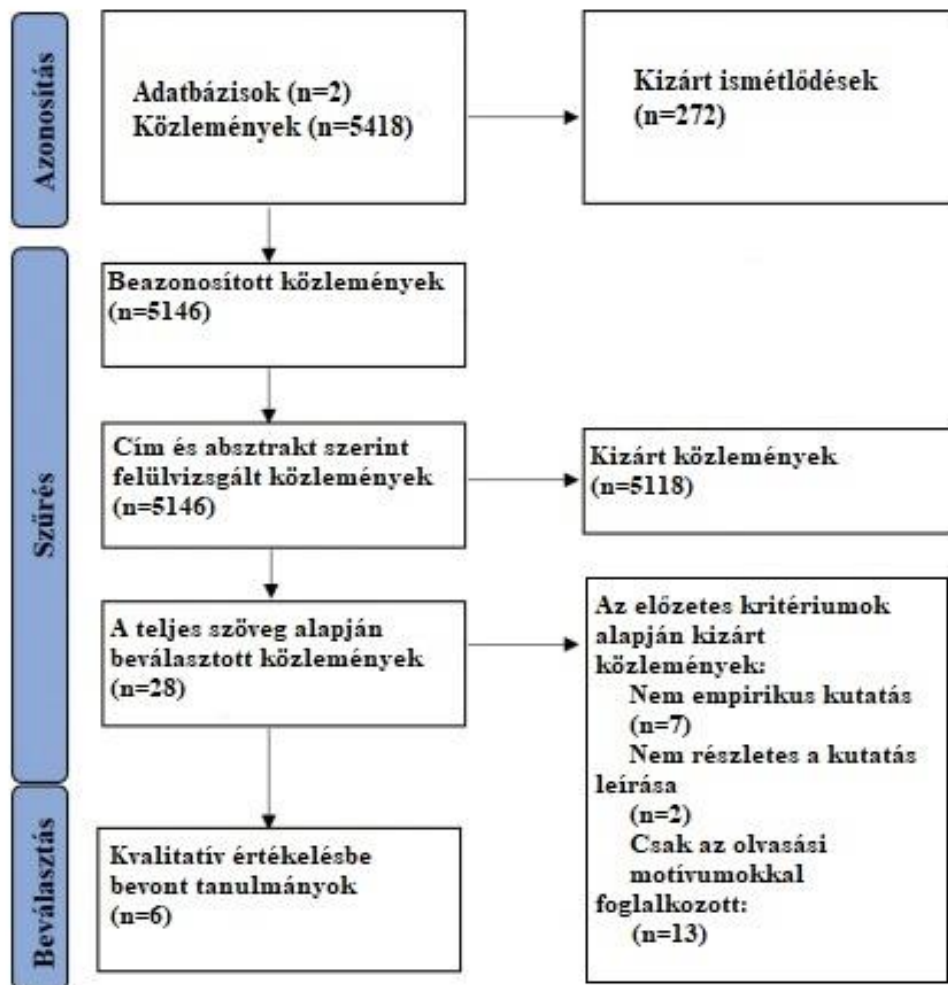 Azonosítás
Adatbázisok (n=2)
Közlemények (n=5418)
Kizárt ismétlődések
(n=272)
Szűrés
Beazonosított közlemények
(n=5146)
Cím és absztrakt szerint
felülvizsgált közlemények
(n=5146)
Kizárt közlemények
(n=5118)
A teljes szöveg alapján
beválasztott közlemények
(n=28)
Az előzetes kritériumok
alapján kizárt
közlemények:
Nem empirikus kutatás
(n=7)
Nem részletes a kutatás
leírása
(n=2)
Csak az olvasási
motívumokkal
foglalkozott:
(n=13)
Beválasztás
Kvalitatív értékelésbe
bevont tanulmányok
(n=6)